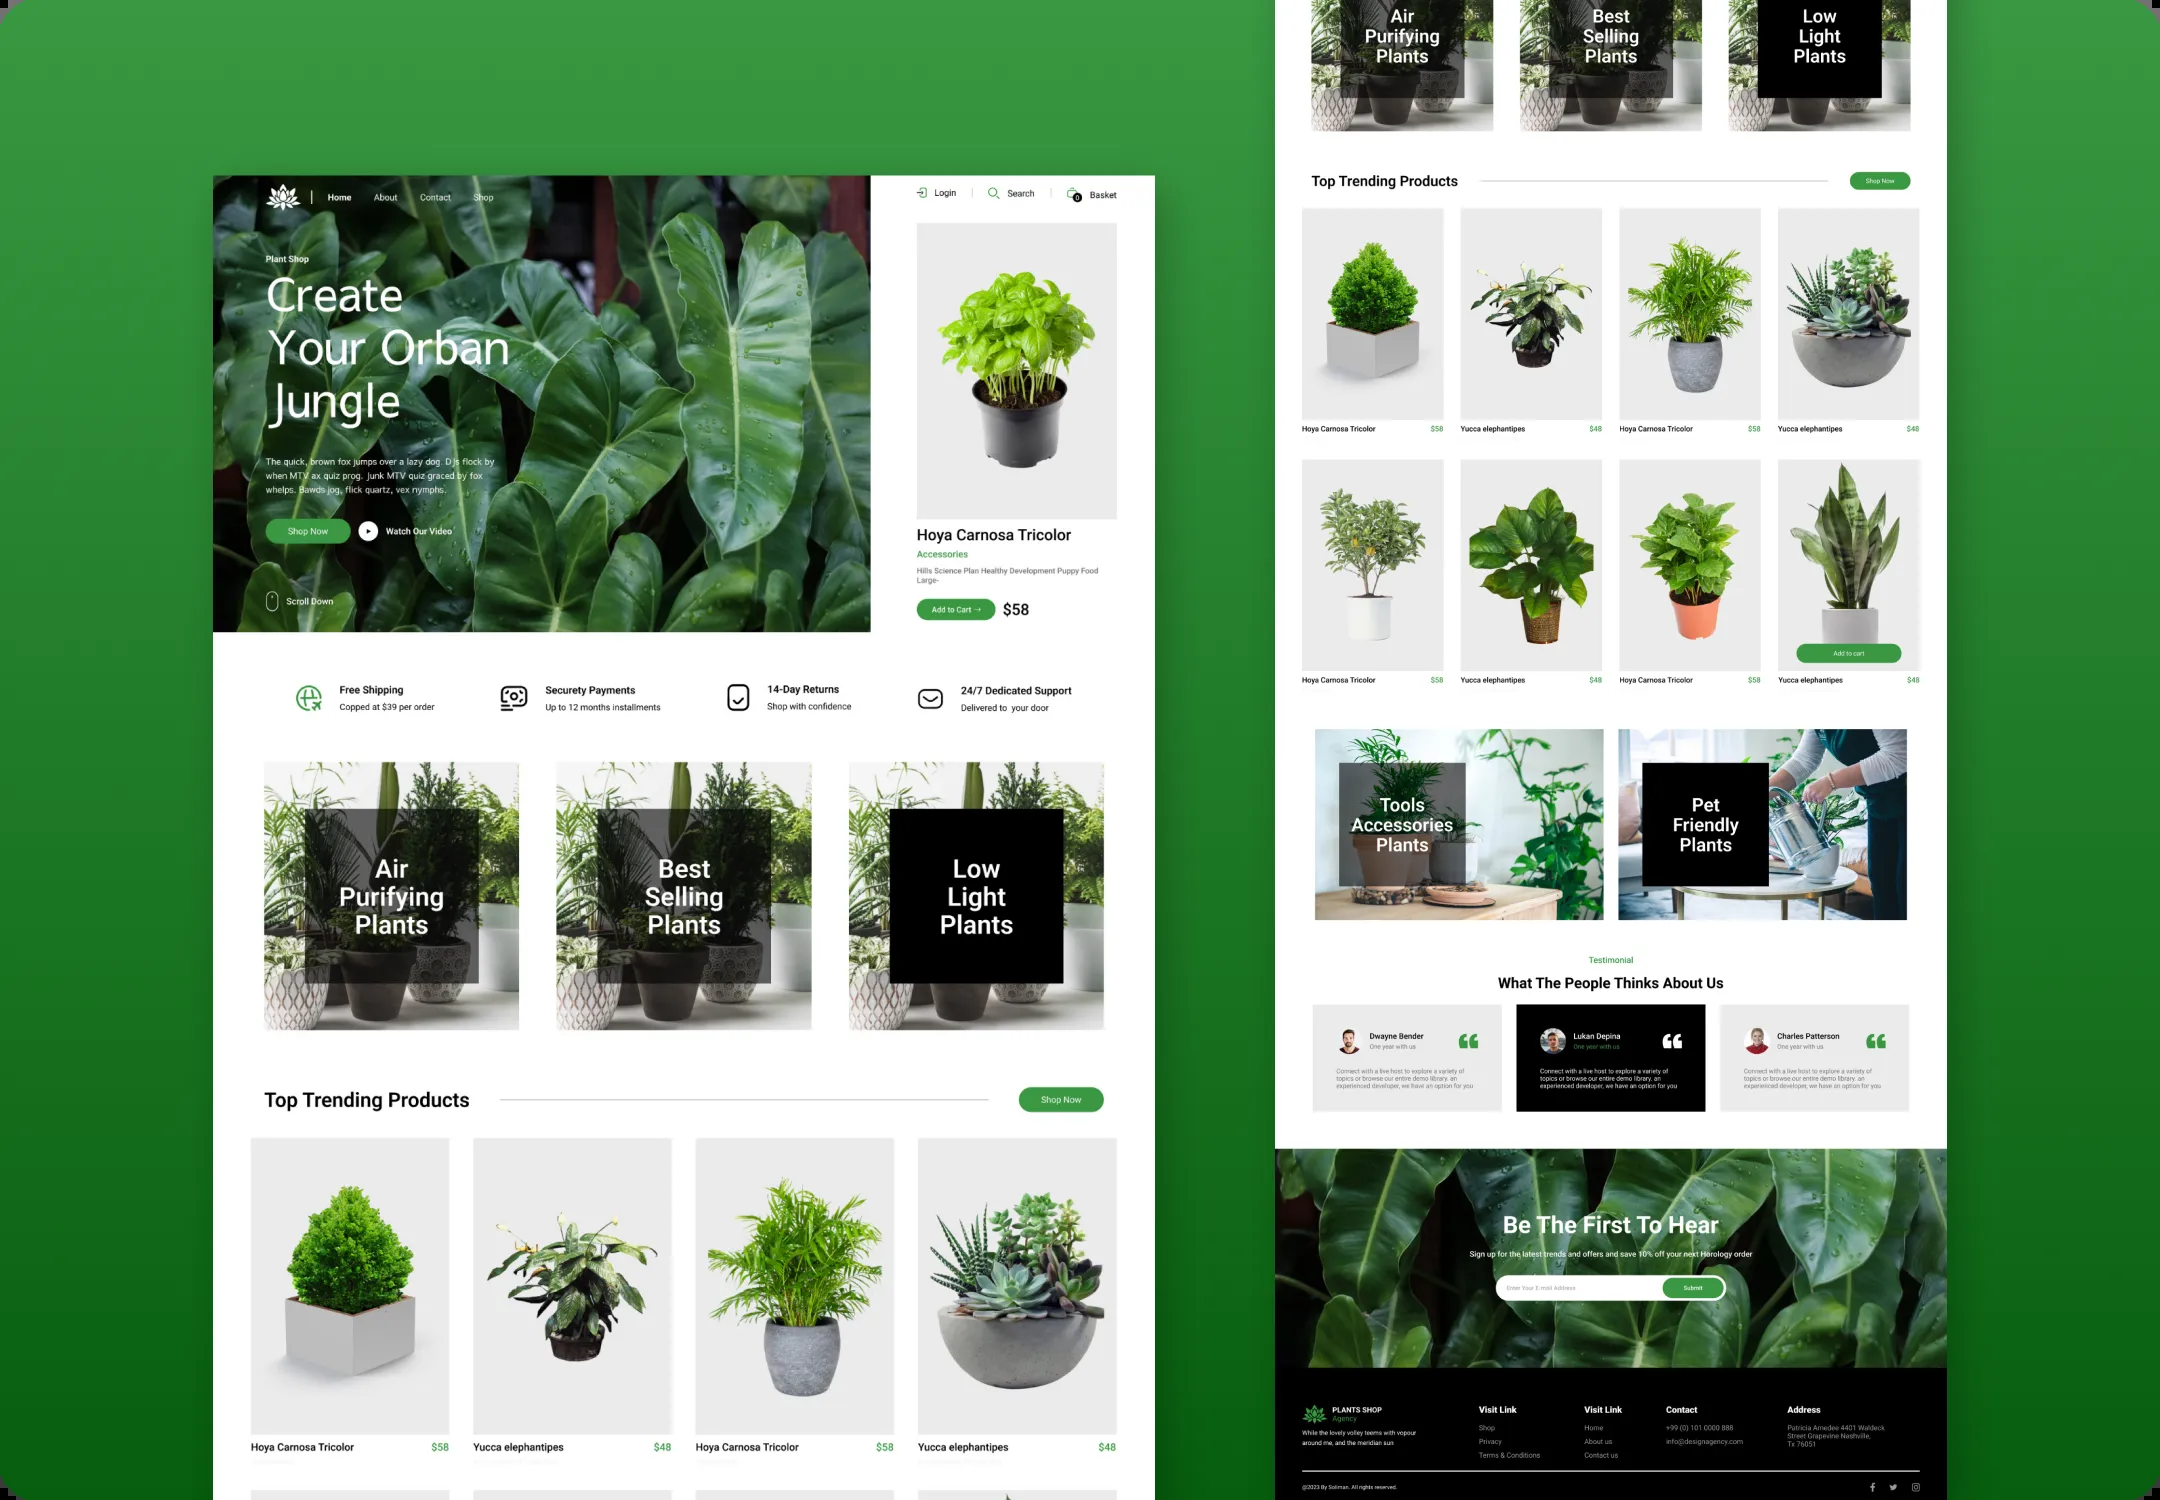 Home About Contact Shop
Login Search 0 Basket
Plant Shop
Create
Your Orban
Jungle
The quick, brown fox jumps over a lazy dog. DJs flock by
when MTV ax quiz prog. Junk MTV quiz graced by fox
whelps. Bawds jog, flick quartz, vex nymphs.
Shop Now Watch Our Video
Scroll Down
Hoya Carnosa Tricolor
Accessories
Hills Science Plan Healthy Development Puppy Food
Large-
Add to Cart → $58
Free Shipping
Copped at $39 per order
Securety Payments
Up to 12 months installments
14-Day Returns
Shop with confidence
24/7 Dedicated Support
Delivered to your door
Air
Purifying
Plants
Best
Selling
Plants
Low
Light
Plants
Top Trending Products
Shop Now
Hoya Carnosa Tricolor $58
Yucca elephantipes $48
Hoya Carnosa Tricolor $58
Yucca elephantipes $48
Air
Purifying
Plants
Best
Selling
Plants
Low
Light
Plants
Top Trending Products
Shop Now
Hoya Carnosa Tricolor $58
Yucca elephantipes $48
Hoya Carnosa Tricolor $58
Yucca elephantipes $48
Add to cart
Hoya Carnosa Tricolor $58
Yucca elephantipes $48
Hoya Carnosa Tricolor $58
Yucca elephantipes $48
Tools
Accessories
Plants
Pet
Friendly
Plants
Testimonial
What The People Thinks About Us
Dwayne Bender
One year with us
Connect with a live host to explore a variety of
topics or browse our entire demo library. an
experienced developer, we have an option for you
Lukan Depina
One year with us
Connect with a live host to explore a variety of
topics or browse our entire demo library. an
experienced developer, we have an option for you
Charles Patterson
One year with us
Connect with a live host to explore a variety of
topics or browse our entire demo library. an
experienced developer, we have an option for you
Be The First To Hear
Sign up for the latest trends and offers and save 10% off your next Horology order
Enter Your E-mail Address
Submit
PLANTS SHOP
Agency
While the lovely volley teems with vopour
around me, and the meridian sun
Visit Link
Shop
Privacy
Terms & Conditions
Visit Link
Home
About us
Contact us
Contact
+99 (0) 101 0000 888
info@designagency.com
Address
Patricia Amedee 4401 Waldeck
Street Grapevine Nashville,
Tx 76051
@2023 By Soliman. All rights reserved.